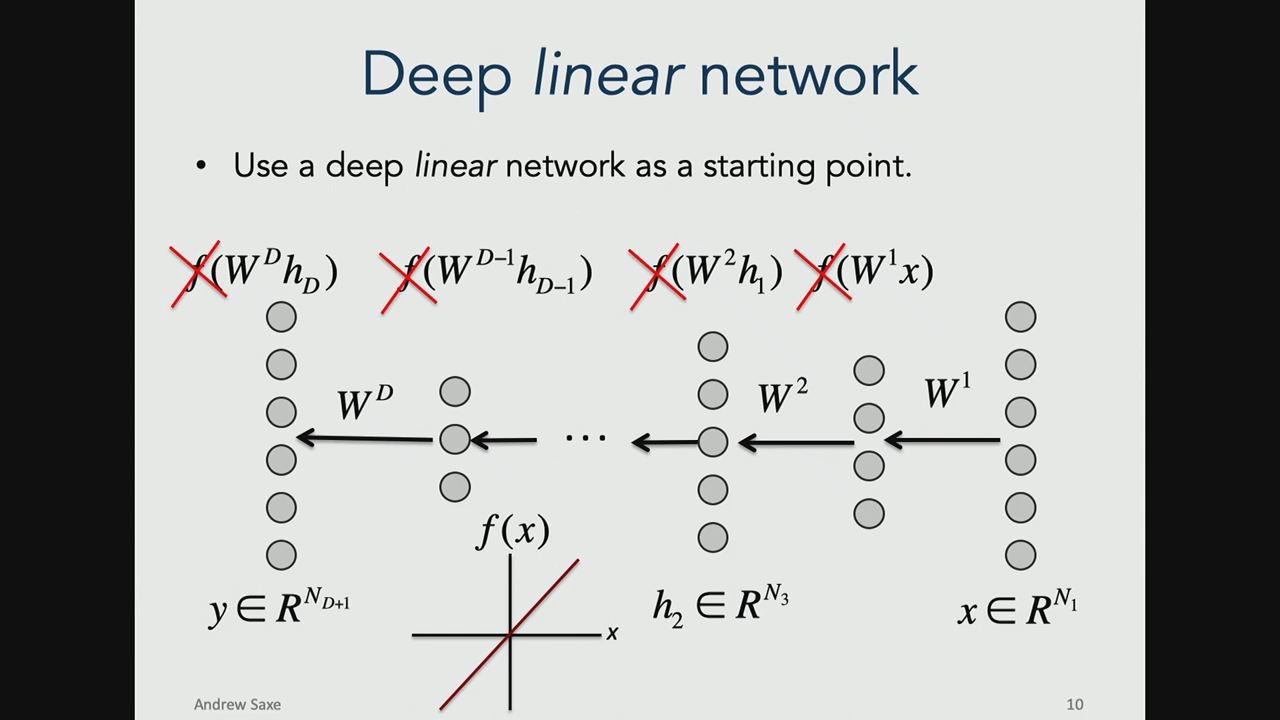 Deep linear network
• Use a deep linear network as a starting point.
f(W^D h_D) f(W^{D-1} h_{D-1}) f(W^2 h_1) f(W^1 x)
W^D ... W^2 W^1
f(x)
x
y ∈ R^{N_{D+1}} h_2 ∈ R^{N_3} x ∈ R^{N_1}
Andrew Saxe 10